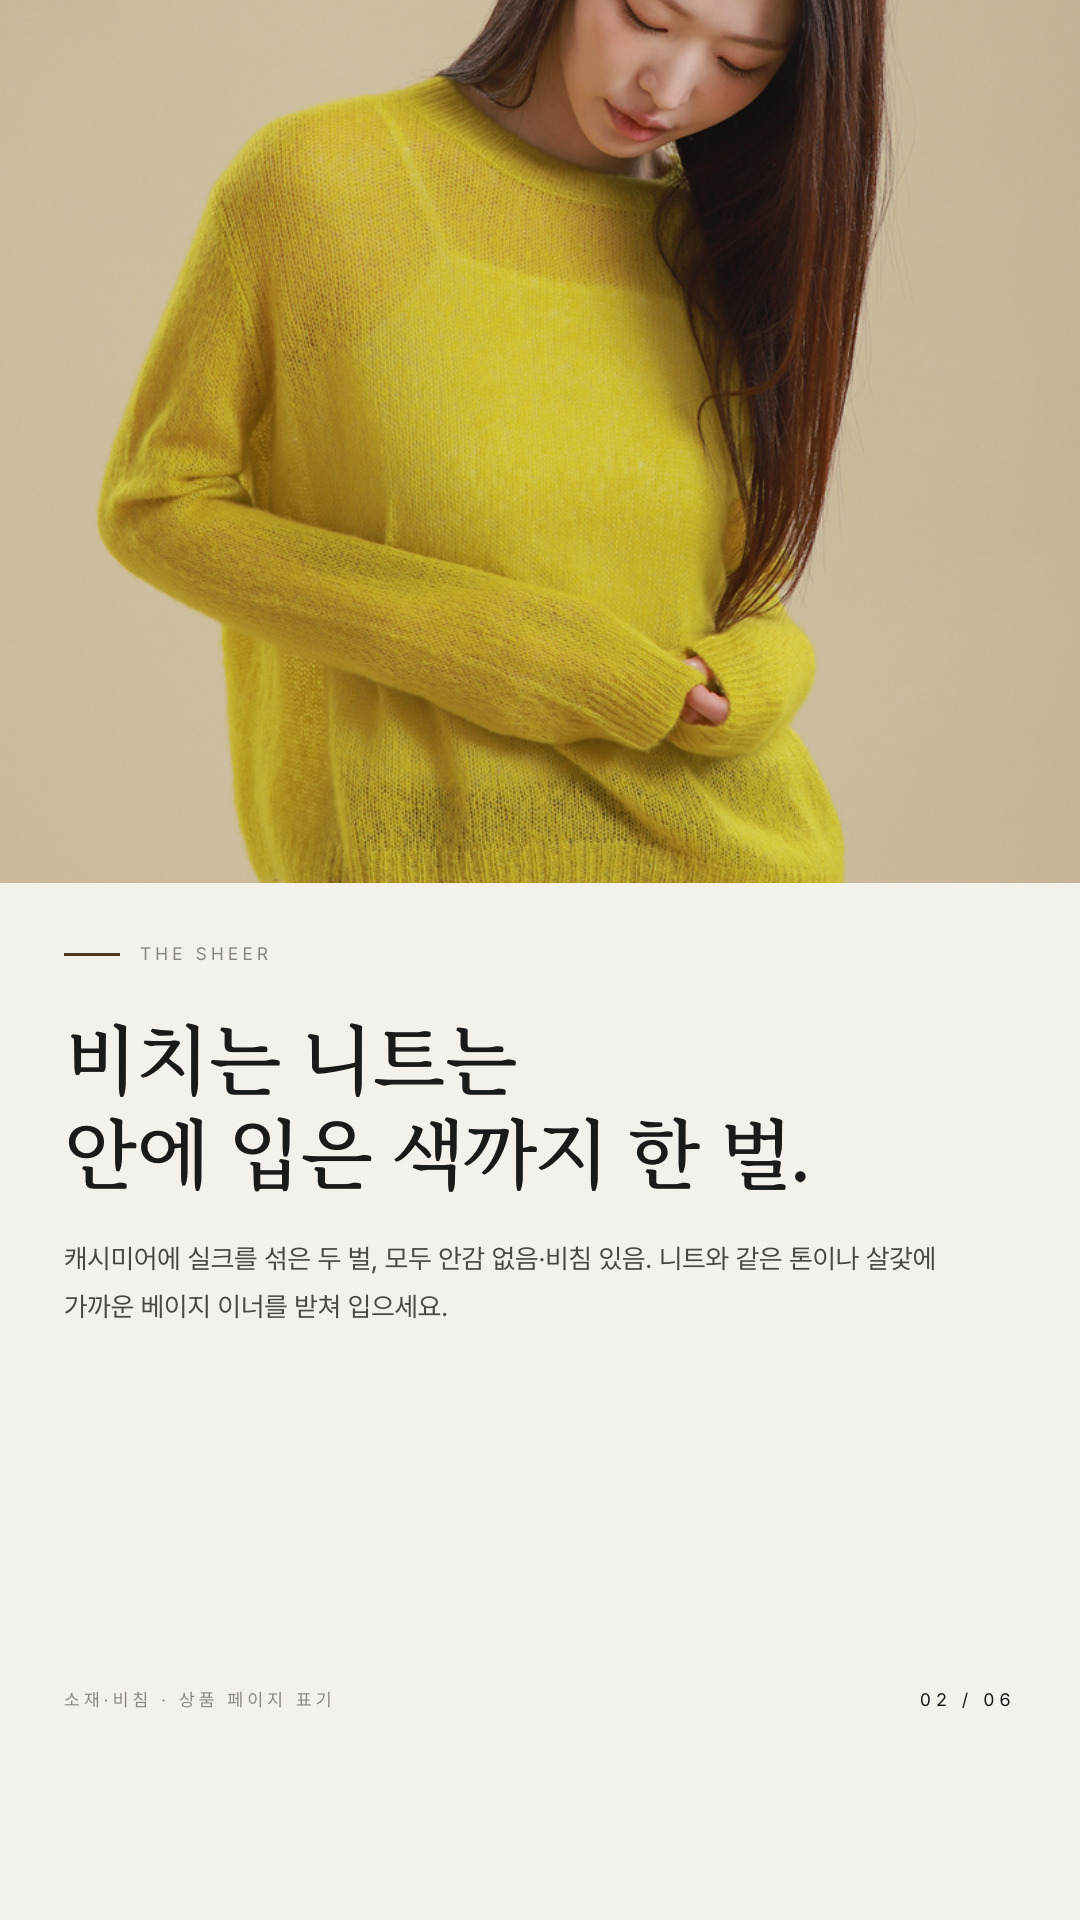 THE SHEER
비치는 니트는
안에 입은 색까지 한 벌.
캐시미어에 실크를 섞은 두 벌, 모두 안감 없음·비침 있음. 니트와 같은 톤이나 살갗에
가까운 베이지 이너를 받쳐 입으세요.
소재·비침 · 상품 페이지 표기
02 / 06